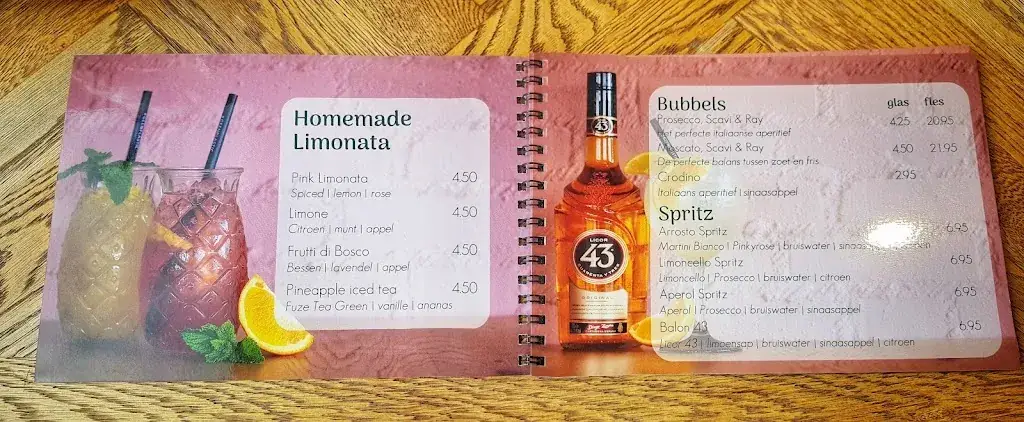 Homemade
Limonata
Pink Limonata 4.50
Spiced | lemon | rose
Limone 4.50
Citroen | munt | appel
Frutti di Bosco 4.50
Bessen | lavendel | appel
Pineapple iced tea 4.50
Fuze Tea Green | vanille | ananas
43
LICOR
43
ORIGINAL
Bubbels glas fles
Prosecco, Scavi & Ray 4.25 20.95
Het perfecte italiaanse aperitief
Moscato, Scavi & Ray 4.50 21.95
De perfecte balans tussen zoet en fris
Crodino 2.95
Italiaans aperitief | sinaasappel
Spritz
Arrosto Spritz 6.95
Martini Bianco | Pinkyrose | bruiswater | sinaasappel | citroen
Limoncello Spritz 6.95
Limoncello | Prosecco | bruiswater | citroen
Aperol Spritz 6.95
Aperol | Prosecco | bruiswater | sinaasappel
Balon 43 6.95
Licor 43 | limoensap | bruiswater | sinaasappel | citroen